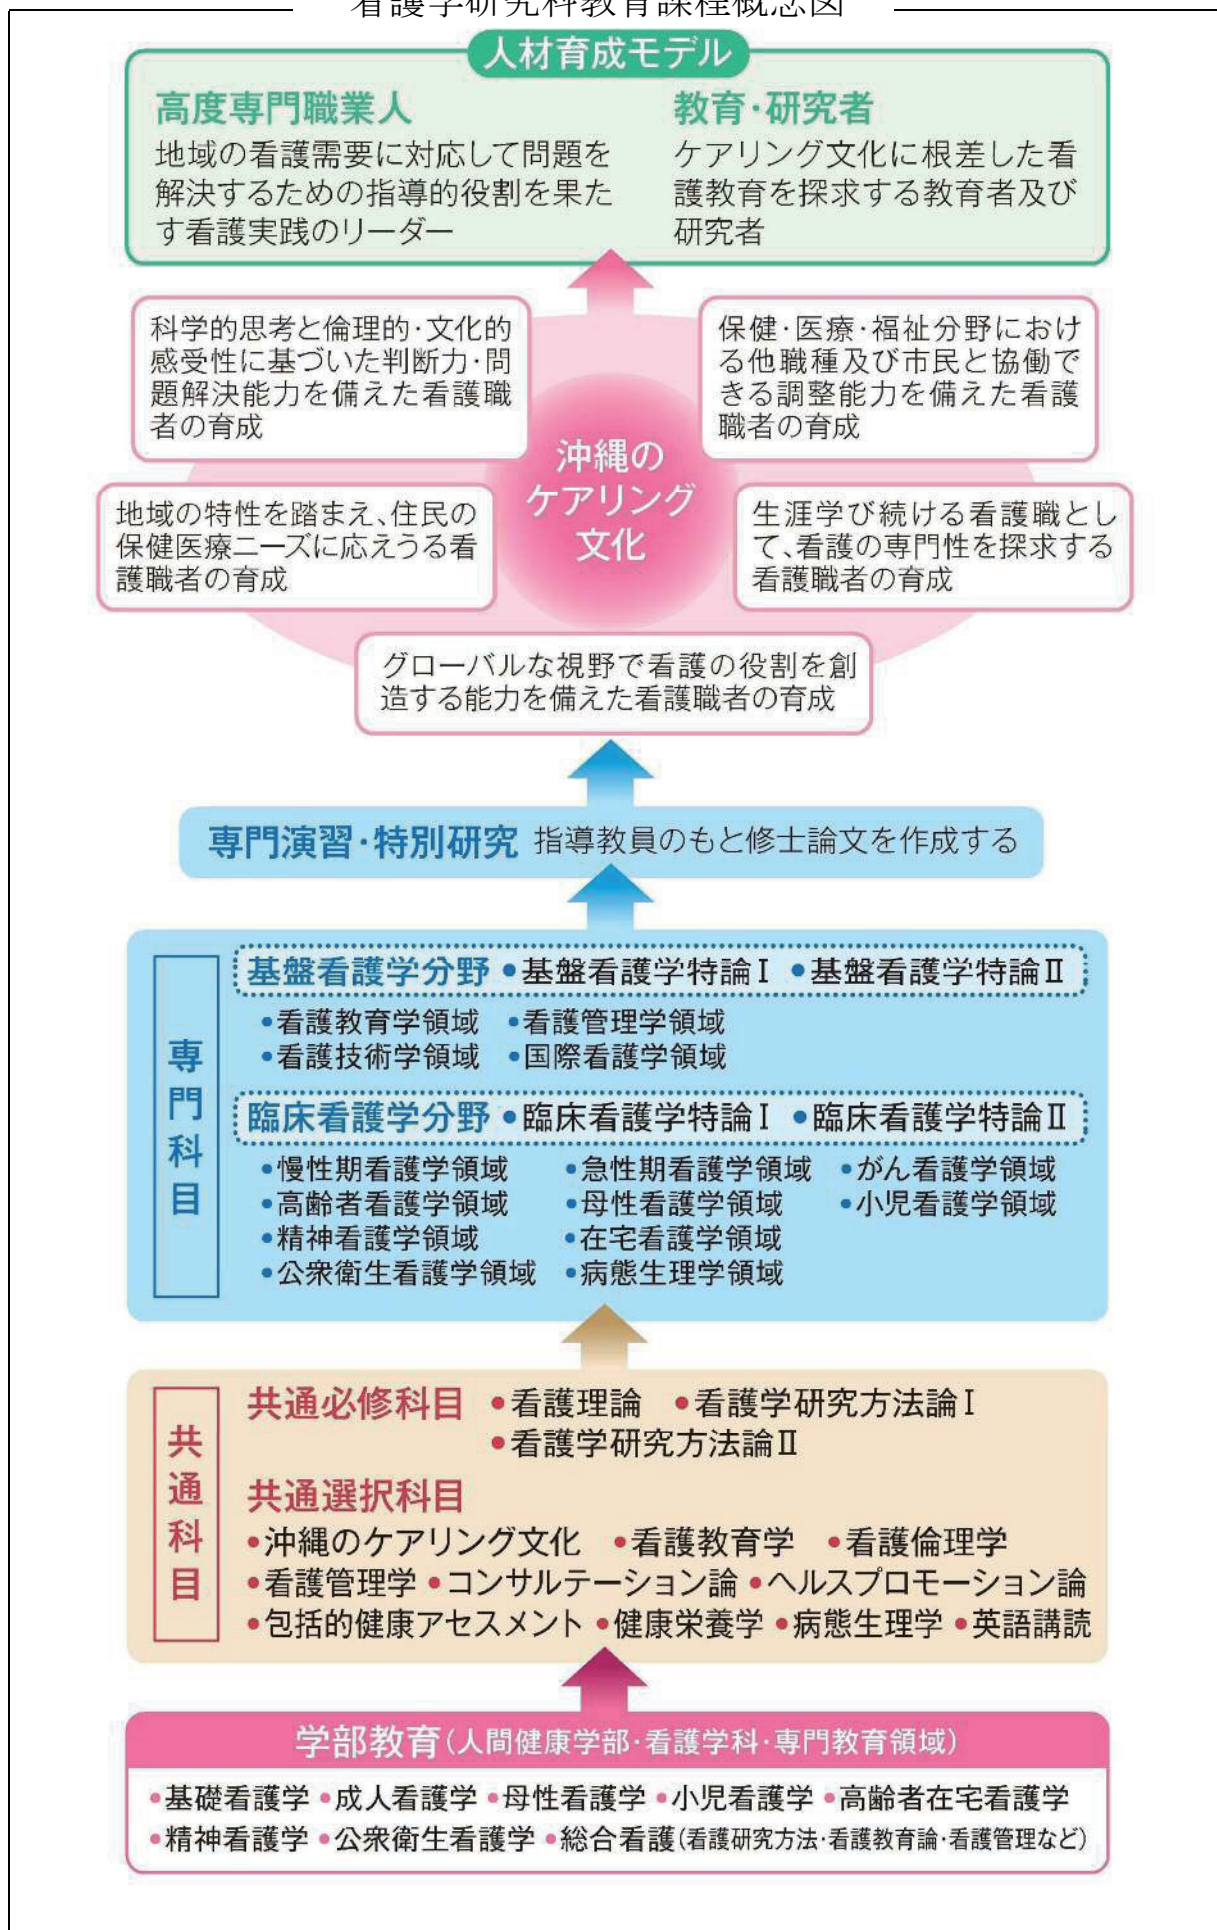 看護学研究科教育課程概念図
人材育成モデル
高度専門職業人
地域の看護需要に対応して問題を
解決するための指導的役割を果た
す看護実践のリーダー
教育・研究者
ケアリング文化に根差した看
護教育を探求する教育者及び
研究者
科学的思考と倫理的・文化的
感受性に基づいた判断力・問
題解決能力を備えた看護職
者の育成
保健・医療・福祉分野におけ
る他職種及び市民と協働で
きる調整能力を備えた看護
職者の育成
沖縄の
ケアリング
文化
地域の特性を踏まえ、住民の
保健医療ニーズに応えうる看
護職者の育成
生涯学び続ける看護職とし
て、看護の専門性を探求する
看護職者の育成
グローバルな視野で看護の役割を創
造する能力を備えた看護職者の育成
専門演習・特別研究 指導教員のもと修士論文を作成する
専門科目
基盤看護学分野 •基盤看護学特論Ⅰ •基盤看護学特論Ⅱ
•看護教育学領域 •看護管理学領域
•看護技術学領域 •国際看護学領域
臨床看護学分野 •臨床看護学特論Ⅰ •臨床看護学特論Ⅱ
•慢性期看護学領域 •急性期看護学領域 •がん看護学領域
•高齢者看護学領域 •母性看護学領域 •小児看護学領域
•精神看護学領域 •在宅看護学領域
•公衆衛生看護学領域 •病態生理学領域
共通科目
共通必修科目 •看護理論 •看護学研究方法論Ⅰ
•看護学研究方法論Ⅱ
共通選択科目
•沖縄のケアリング文化 •看護教育学 •看護倫理学
•看護管理学 •コンサルテーション論 •ヘルスプロモーション論
•包括的健康アセスメント •健康栄養学 •病態生理学 •英語講読
学部教育(人間健康学部・看護学科・専門教育領域)
•基礎看護学 •成人看護学 •母性看護学 •小児看護学 •高齢者在宅看護学
•精神看護学 •公衆衛生看護学 •総合看護(看護研究方法・看護教育論・看護管理など)